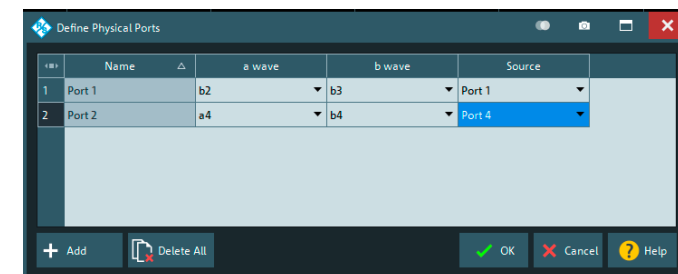 Define Physical Ports
Name a wave b wave Source
1 Port 1 b2 b3 Port 1
2 Port 2 a4 b4 Port 4
Add Delete All OK Cancel ? Help